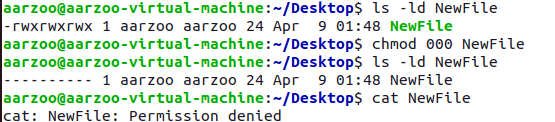 aarzoo@aarzoo-virtual-machine:~/Desktop$ ls -ld NewFile
-rwxrwxrwx 1 aarzoo aarzoo 24 Apr  9 01:48 NewFile
aarzoo@aarzoo-virtual-machine:~/Desktop$ chmod 000 NewFile
aarzoo@aarzoo-virtual-machine:~/Desktop$ ls -ld NewFile
---------- 1 aarzoo aarzoo 24 Apr  9 01:48 NewFile
aarzoo@aarzoo-virtual-machine:~/Desktop$ cat NewFile
cat: NewFile: Permission denied